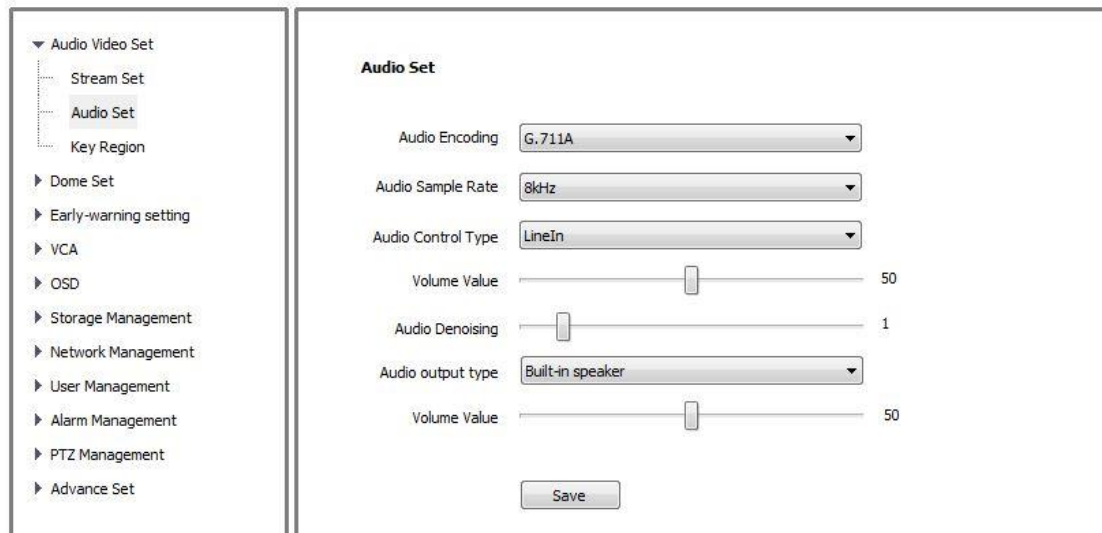 Audio Video Set
Stream Set
Audio Set
Key Region
Dome Set
Early-warning setting
VCA
OSD
Storage Management
Network Management
User Management
Alarm Management
PTZ Management
Advance Set
Audio Set
Audio Encoding G.711A
Audio Sample Rate 8kHz
Audio Control Type LineIn
Volume Value 50
Audio Denoising 1
Audio output type Built-in speaker
Volume Value 50
Save